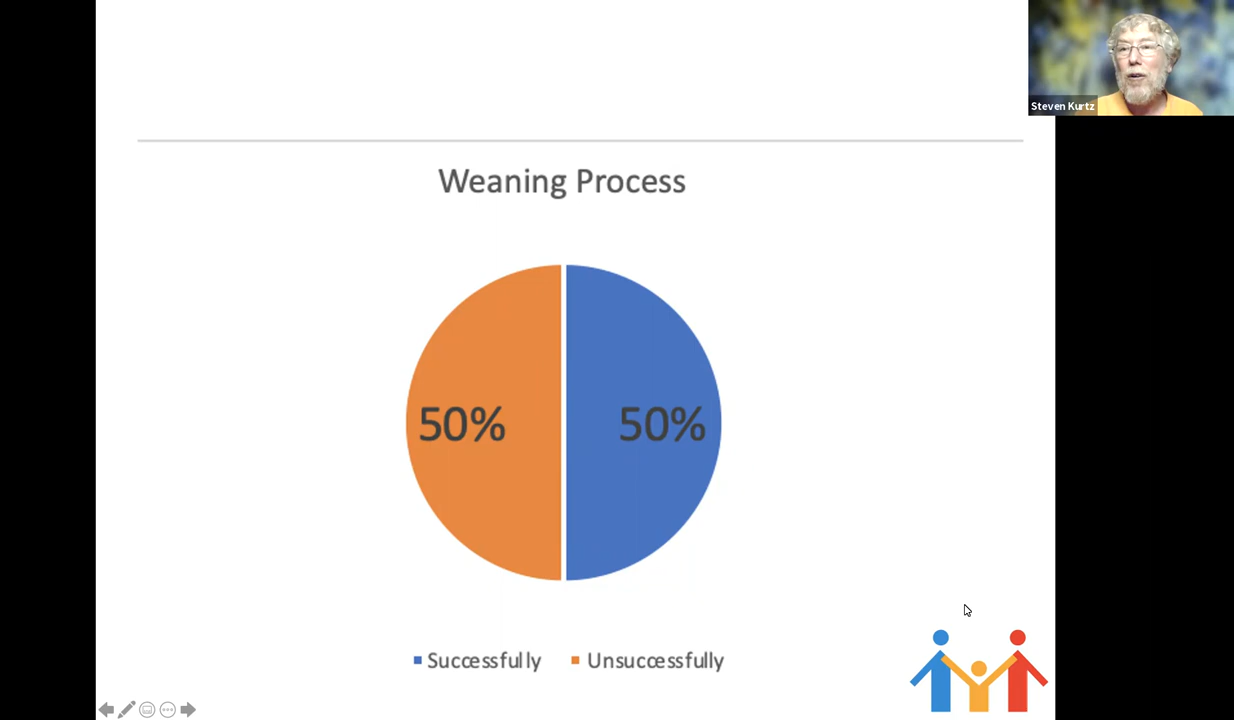 Steven Kurtz
Weaning Process
50%
50%
Successfully
Unsuccessfully